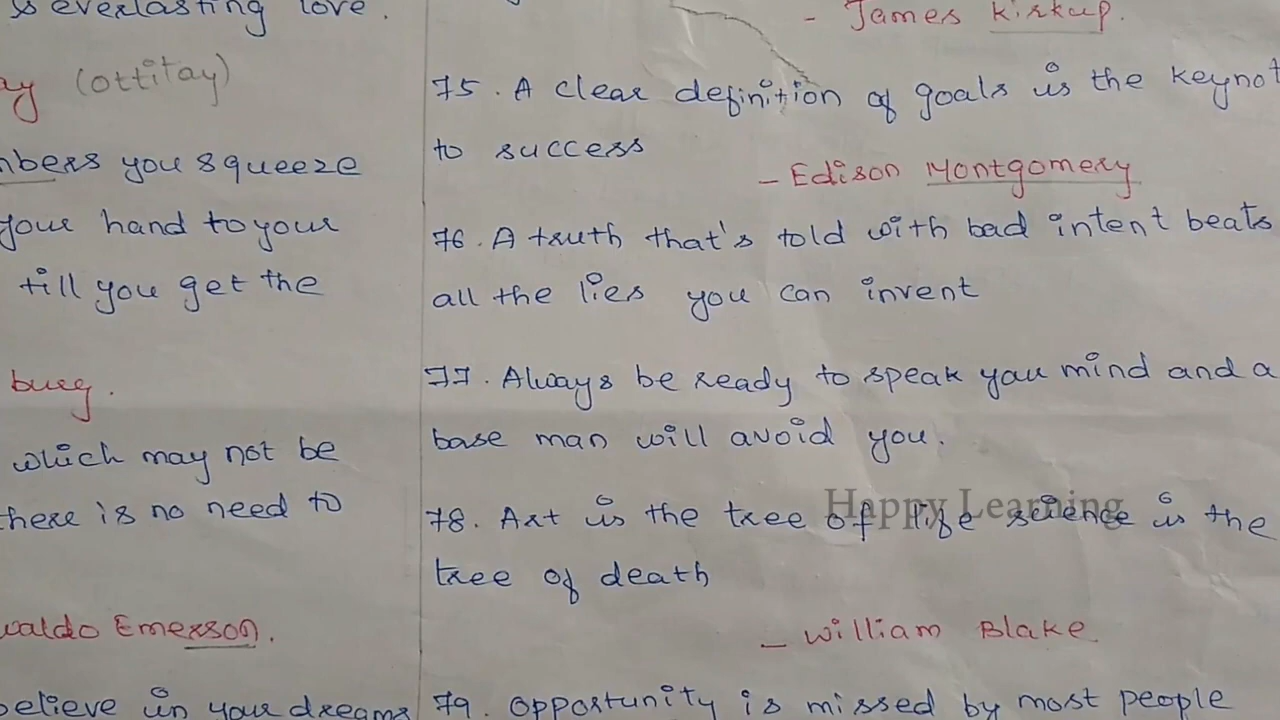 is everlasting love.
ay (ottitay)
nbers you squeeze
your hand to your
till you get the
burg.
which may not be
there is no need to
waldo Emerson.
believe in your dreams
- James Kirkup.
75. A clear definition of goals is the keynot
to success
- Edison Montgomery
76. A truth that's told with bad intent beats
all the lies you can invent
77. Always be ready to speak you mind and a
base man will avoid you.
78. Art is the tree of life science is the
tree of death
- William Blake
79. Opportunity is missed by most people
Happy Learning